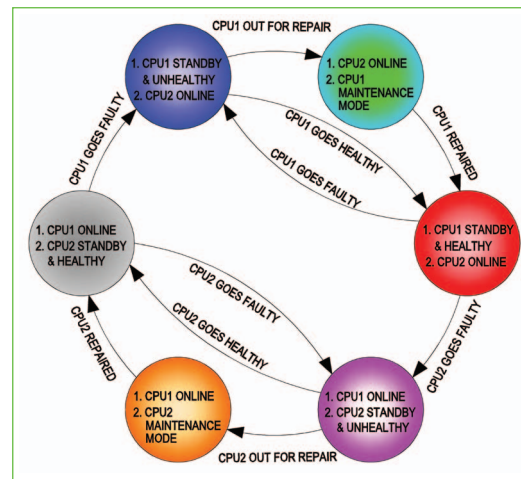 CPU1 OUT FOR REPAIR
1. CPU1 STANDBY
& UNHEALTHY
2. CPU2 ONLINE
1. CPU2 ONLINE
2. CPU1
MAINTENANCE
MODE
CPU1 GOES HEALTHY
CPU1 GOES FAULTY
CPU1 REPAIRED
CPU1 GOES FAULTY
1. CPU1 ONLINE
2. CPU2 STANDBY
& HEALTHY
1. CPU1 STANDBY
& HEALTHY
2. CPU2 ONLINE
CPU2 GOES FAULTY
CPU2 GOES HEALTHY
CPU2 REPAIRED
CPU2 GOES FAULTY
1. CPU1 ONLINE
2. CPU2
MAINTENANCE
MODE
1. CPU1 ONLINE
2. CPU2 STANDBY
& UNHEALTHY
CPU2 OUT FOR REPAIR